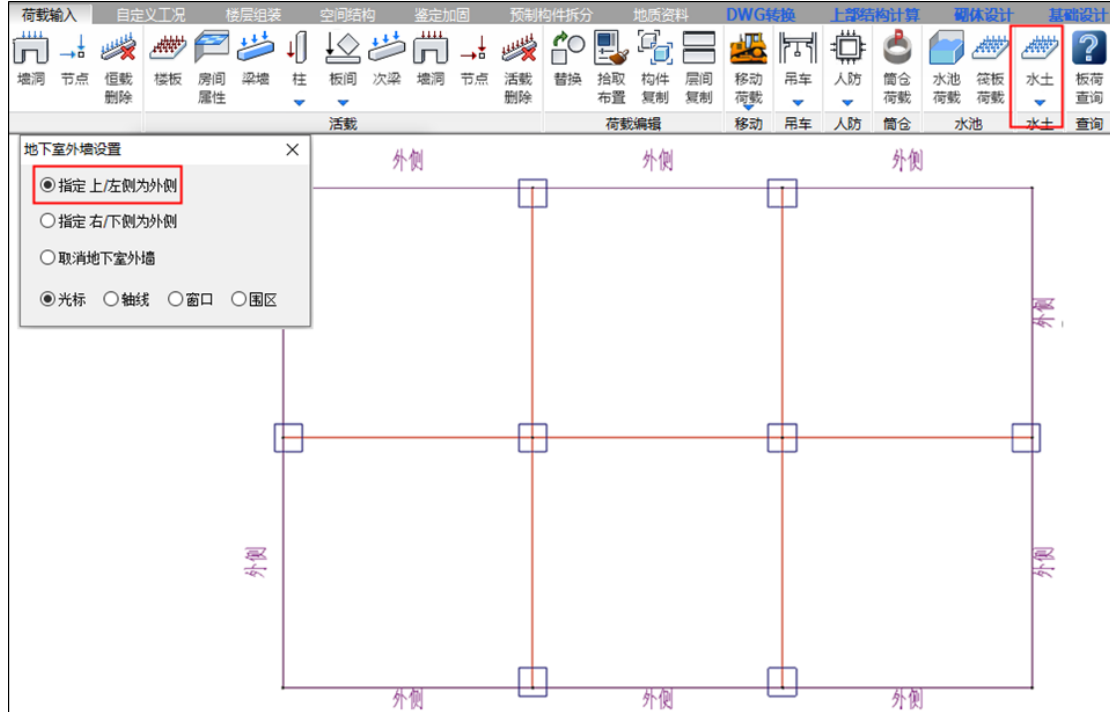 荷载输入 自定义工况 楼层组装 空间结构 鉴定加固 预制构件拆分 地质资料 DWG转换 上部结构计算 砌体设计 基础设计
墙洞 节点 恒载删除 楼板 房间属性 梁墙 柱 板间 次梁 墙洞 节点 活载删除 替换 拾取布置 构件复制 层间复制 移动荷载 吊车 人防 筒仓荷载 水池荷载 筏板荷载 水土 板荷查询
活载 荷载编辑 移动 吊车 人防 筒仓 水池 水土 查询
地下室外墙设置
指定 上/左侧为外侧
指定 右/下侧为外侧
取消地下室外墙
光标 轴线 窗口 围区
外侧 外侧 外侧
外侧
外侧 外侧
外侧 外侧 外侧